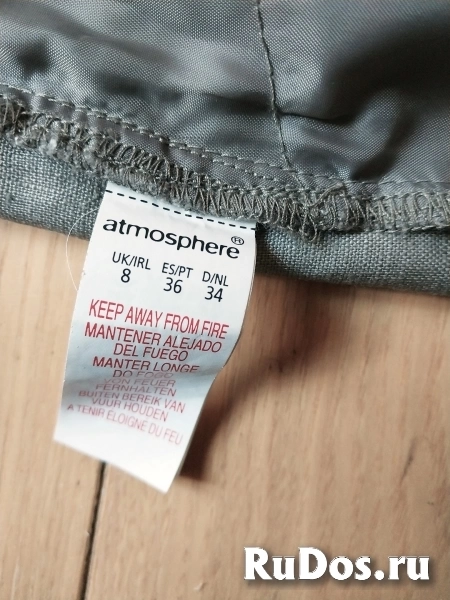 atmosphere®
UK/IRL ES/PT D/NL
8 36 34
KEEP AWAY FROM FIRE
MANTENER ALEJADO
DEL FUEGO
MANTER LONGE
DO FOGO
VON FEUER
FERNHALTEN
BUITEN BEREIK VAN
VUUR HOUDEN
A TENIR ÉLOIGNÉ DU FEU
RuDos.ru